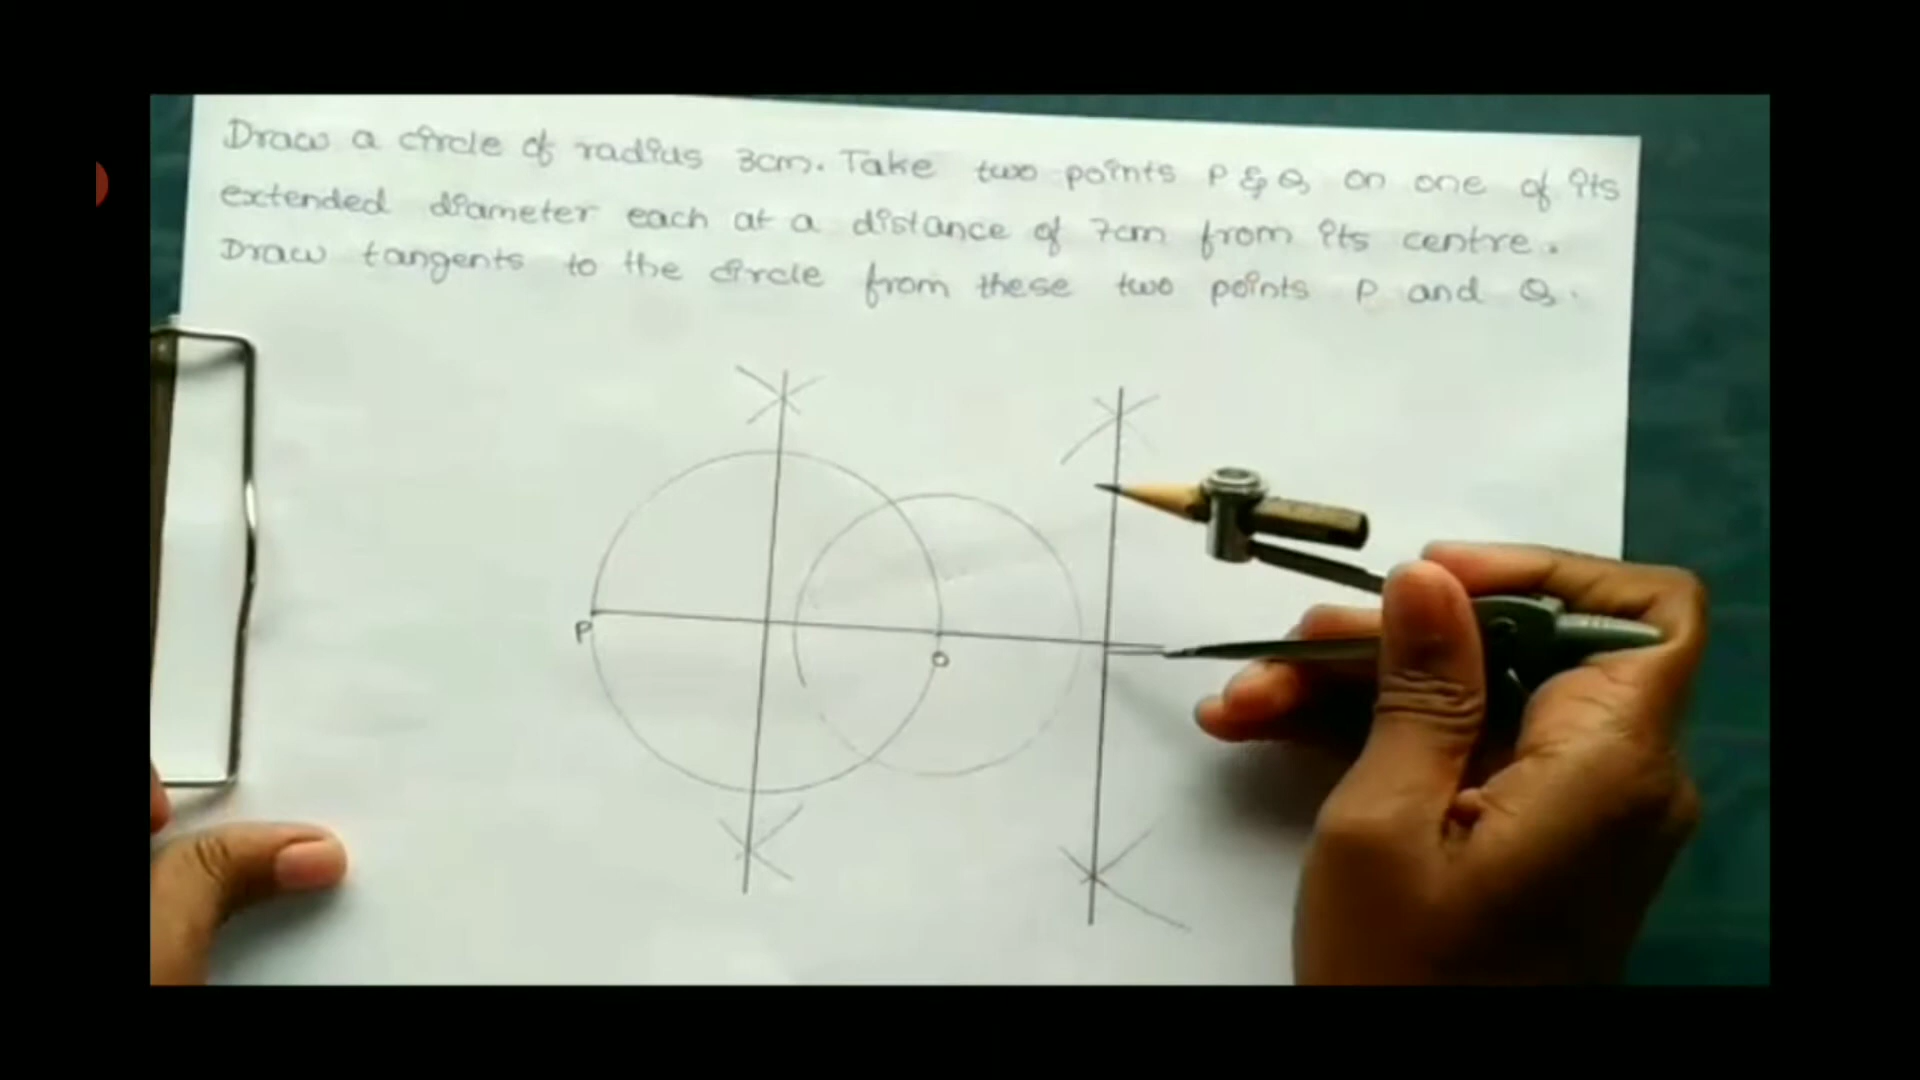 Draw a circle of radius 3cm. Take two points P & Q on one of its
extended diameter each at a distance of 7cm from its centre.
Draw tangents to the circle from these two points P and Q.
P
O